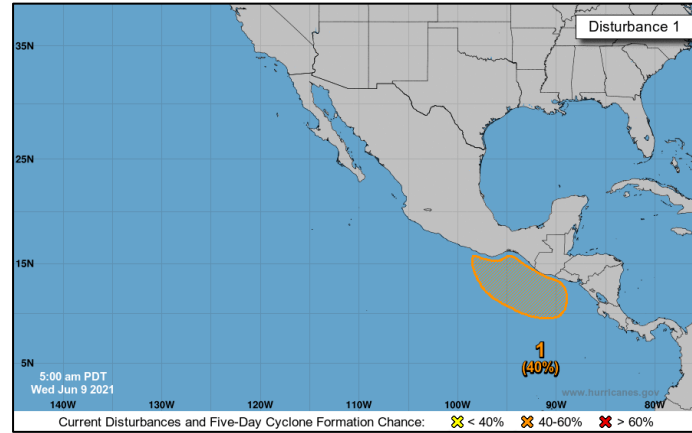 Disturbance 1
35N
25N
15N
5N
1
(40%)
5:00 am PDT
Wed Jun 9 2021
www.hurricanes.gov
140W 130W 120W 110W 100W 90W 80W
Current Disturbances and Five-Day Cyclone Formation Chance: < 40% 40-60% > 60%